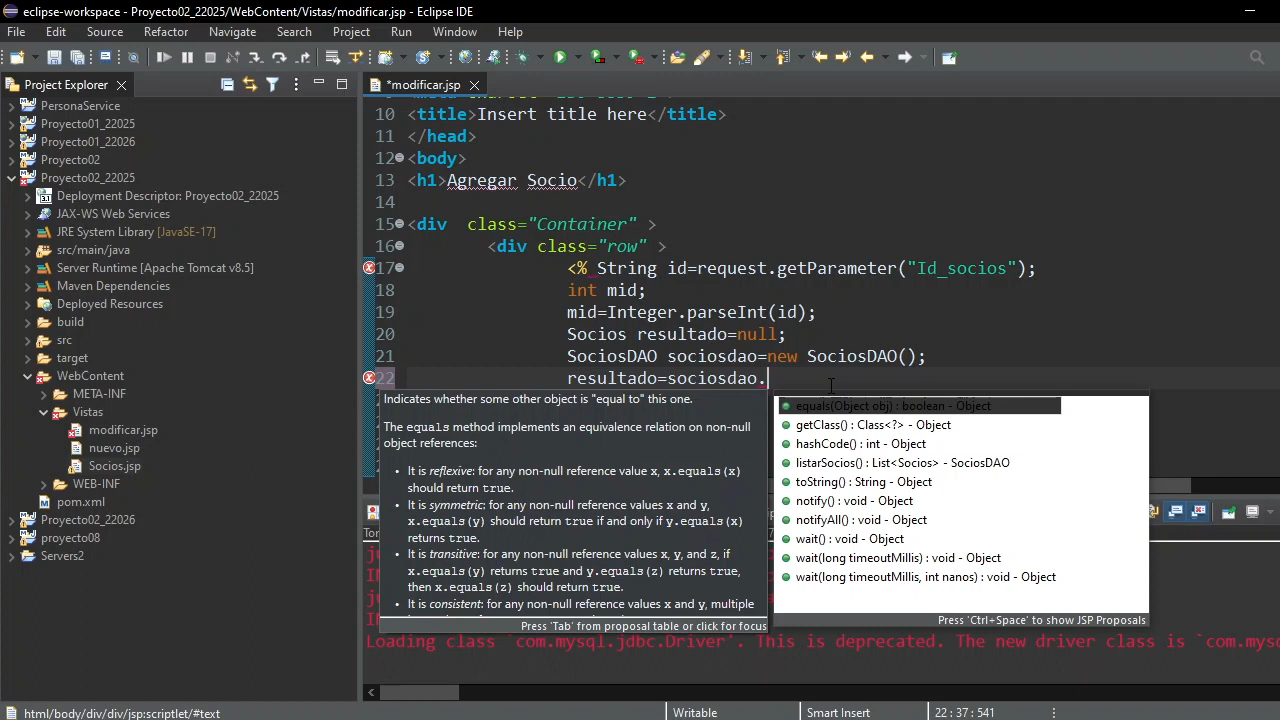 eclipse-workspace - Proyecto02_22025/WebContent/Vistas/modificar.jsp - Eclipse IDE
File Edit Source Refactor Navigate Search Project Run Window Help
Project Explorer
*modificar.jsp
PersonaService
Proyecto01_22025
Proyecto01_22026
Proyecto02
Proyecto02_22025
Deployment Descriptor: Proyecto02_22025
JAX-WS Web Services
JRE System Library [JavaSE-17]
src/main/java
Server Runtime [Apache Tomcat v8.5]
Maven Dependencies
Deployed Resources
build
src
target
WebContent
META-INF
Vistas
modificar.jsp
nuevo.jsp
Socios.jsp
WEB-INF
pom.xml
Proyecto02_22026
proyecto08
Servers2
10 <title>Insert title here</title>
11 </head>
12 <body>
13 <h1>Agregar Socio</h1>
14
15 <div class="Container" >
16 <div class="row" >
17 <% String id=request.getParameter("Id_socios");
18 int mid;
19 mid=Integer.parseInt(id);
20 Socios resultado=null;
21 SociosDAO sociosdao=new SociosDAO();
22 resultado=sociosdao.
Indicates whether some other object is "equal to" this one.
The equals method implements an equivalence relation on non-null
object references:
• It is reflexive: for any non-null reference value x, x.equals(x)
should return true.
• It is symmetric: for any non-null reference values x and y,
x.equals(y) should return true if and only if y.equals(x)
returns true.
• It is transitive: for any non-null reference values x, y, and z, if
x.equals(y) returns true and y.equals(z) returns true,
then x.equals(z) should return true.
• It is consistent: for any non-null reference values x and y, multiple
Press 'Tab' from proposal table or click for focus
equals(Object obj) : boolean - Object
getClass() : Class<?> - Object
hashCode() : int - Object
listarSocios() : List<Socios> - SociosDAO
toString() : String - Object
notify() : void - Object
notifyAll() : void - Object
wait() : void - Object
wait(long timeoutMillis) : void - Object
wait(long timeoutMillis, int nanos) : void - Object
Press 'Ctrl+Space' to show JSP Proposals
Loading class `com.mysql.jdbc.Driver'. This is deprecated. The new driver class is `com.mysc
html/body/div/div/jsp:scriptlet/#text
Writable
Smart Insert
22 : 37 : 541